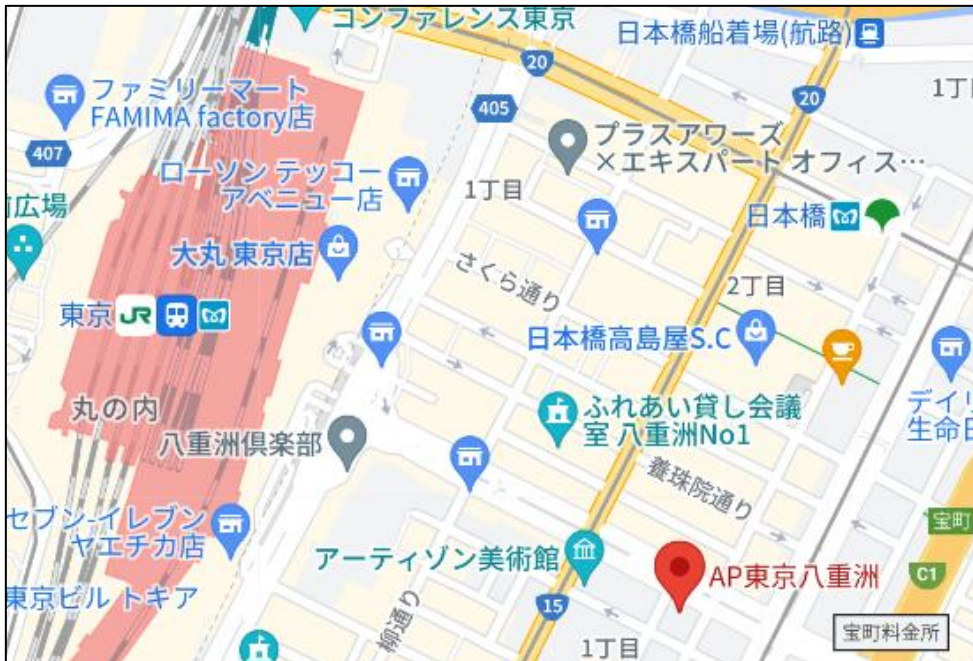 コンファレンス東京
20
日本橋船着場(航路)
ファミリーマート
FAMIMA factory店
407
405
20
1丁目
プラスアワーズ
×エキスパート オフィス…
ローソン テッコー
アベニュー店
1丁目
広場
日本橋
大丸 東京店
さくら通り
2丁目
東京
JR
日本橋高島屋S.C
丸の内
ふれあい貸し会議
室 八重洲No1
デイリ
生命日
八重洲倶楽部
養珠院通り
セブン-イレブン
ヤエチカ店
宝町
アーティゾン美術館
AP東京八重洲
C1
東京ビル トキア
15
柳通り
1丁目
宝町料金所